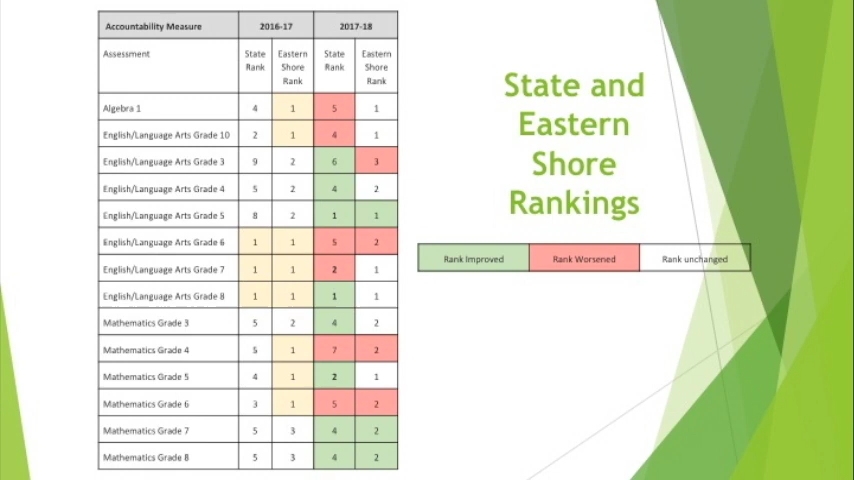 Accountability Measure 2016-17 2017-18
Assessment State Rank Eastern Shore Rank State Rank Eastern Shore Rank
Algebra 1 4 1 5 1
English/Language Arts Grade 10 2 1 4 1
English/Language Arts Grade 3 9 2 6 3
English/Language Arts Grade 4 5 2 4 2
English/Language Arts Grade 5 8 2 1 1
English/Language Arts Grade 6 1 1 5 2
English/Language Arts Grade 7 1 1 2 1
English/Language Arts Grade 8 1 1 1 1
Mathematics Grade 3 5 2 4 2
Mathematics Grade 4 5 1 7 2
Mathematics Grade 5 4 1 2 1
Mathematics Grade 6 3 1 5 2
Mathematics Grade 7 5 3 4 2
Mathematics Grade 8 5 3 4 2
State and
Eastern
Shore
Rankings
Rank Improved Rank Worsened Rank unchanged